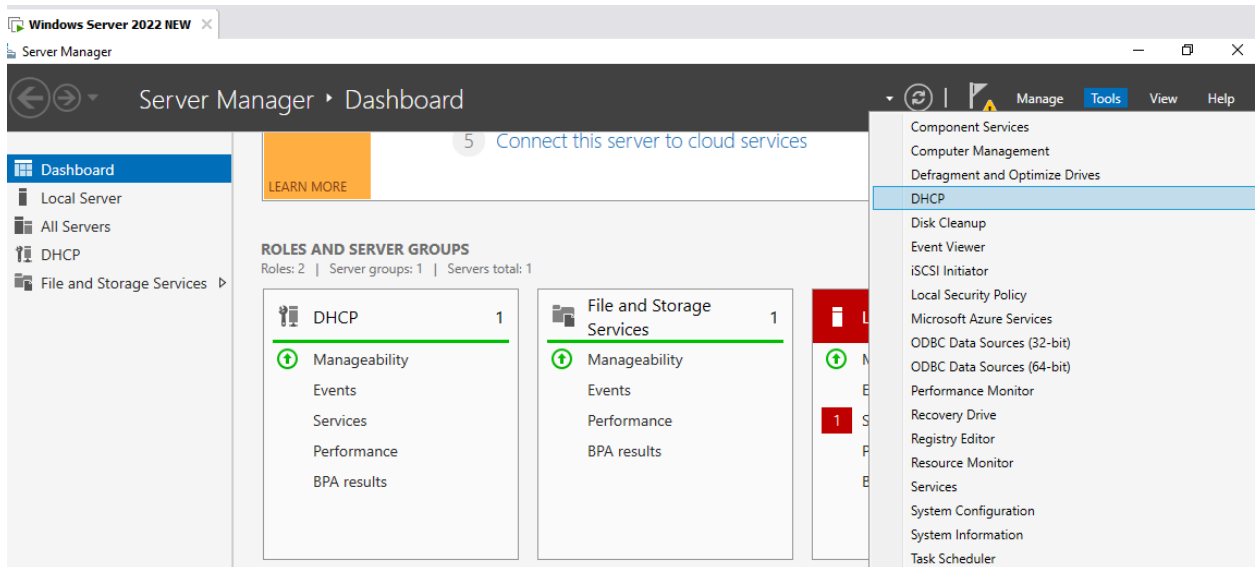 Windows Server 2022 NEW
Server Manager
Server Manager ‣ Dashboard
Manage Tools View Help
Dashboard
Local Server
All Servers
DHCP
File and Storage Services
5 Connect this server to cloud services
LEARN MORE
ROLES AND SERVER GROUPS
Roles: 2 | Server groups: 1 | Servers total: 1
DHCP 1
Manageability
Events
Services
Performance
BPA results
File and Storage
Services 1
Manageability
Events
Performance
BPA results
1
Component Services
Computer Management
Defragment and Optimize Drives
DHCP
Disk Cleanup
Event Viewer
iSCSI Initiator
Local Security Policy
Microsoft Azure Services
ODBC Data Sources (32-bit)
ODBC Data Sources (64-bit)
Performance Monitor
Recovery Drive
Registry Editor
Resource Monitor
Services
System Configuration
System Information
Task Scheduler